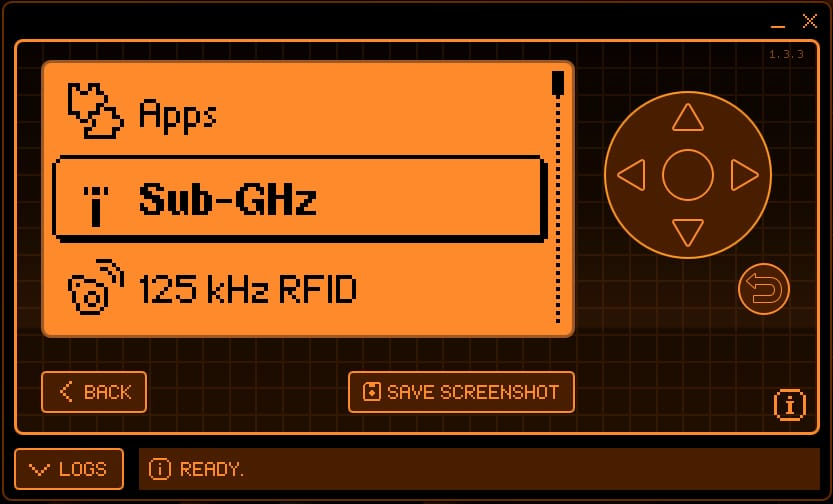 1.3.3
Apps
Sub-GHz
125 kHz RFID
BACK
SAVE SCREENSHOT
LOGS
READY.